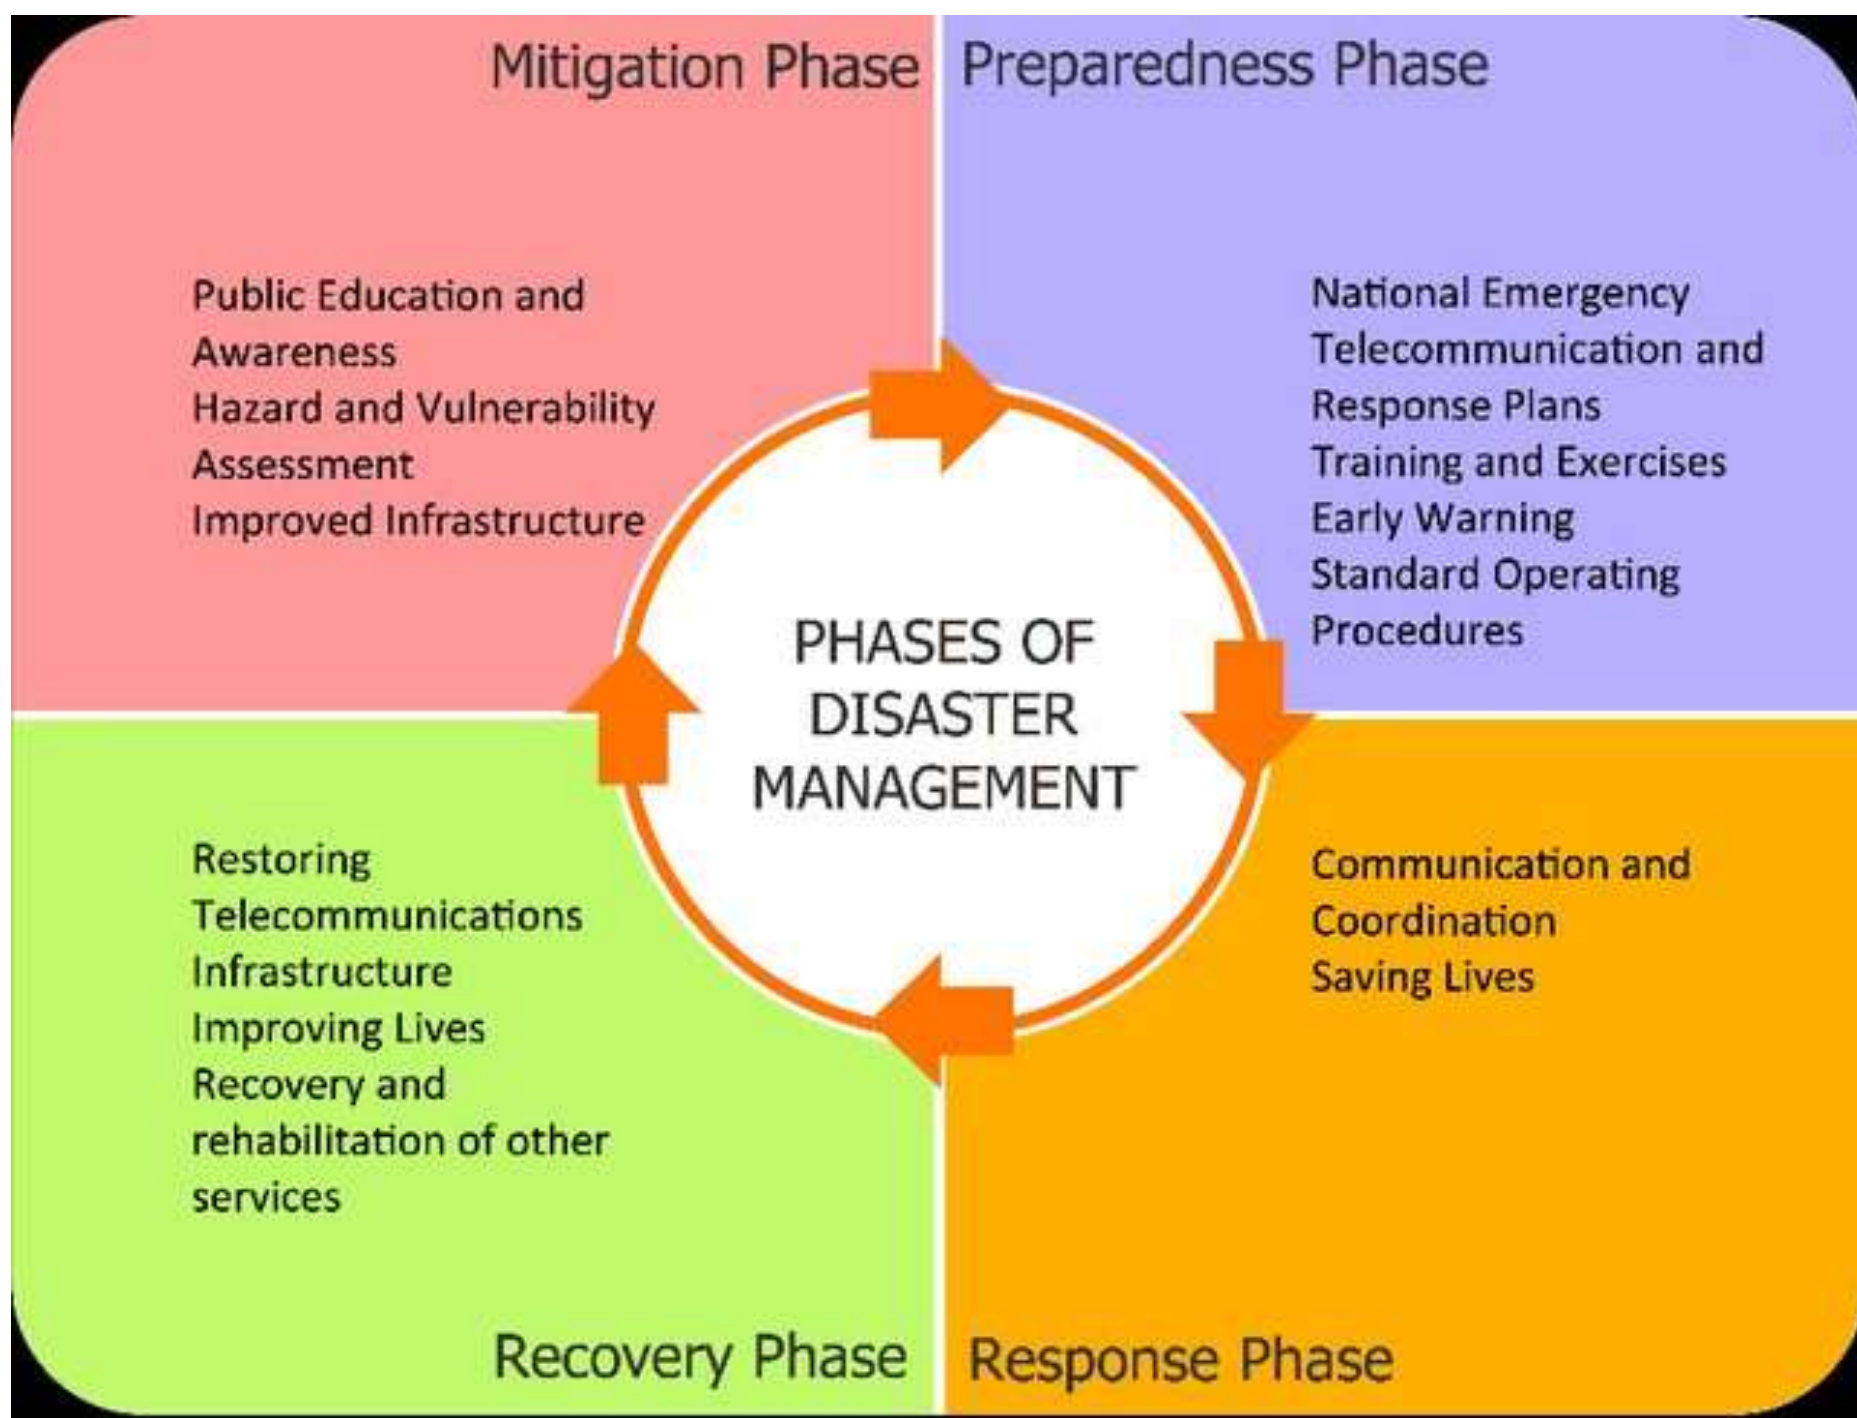 Mitigation Phase
Public Education and
Awareness
Hazard and Vulnerability
Assessment
Improved Infrastructure
Preparedness Phase
National Emergency
Telecommunication and
Response Plans
Training and Exercises
Early Warning
Standard Operating
Procedures
PHASES OF
DISASTER
MANAGEMENT
Restoring
Telecommunications
Infrastructure
Improving Lives
Recovery and
rehabilitation of other
services
Recovery Phase
Communication and
Coordination
Saving Lives
Response Phase